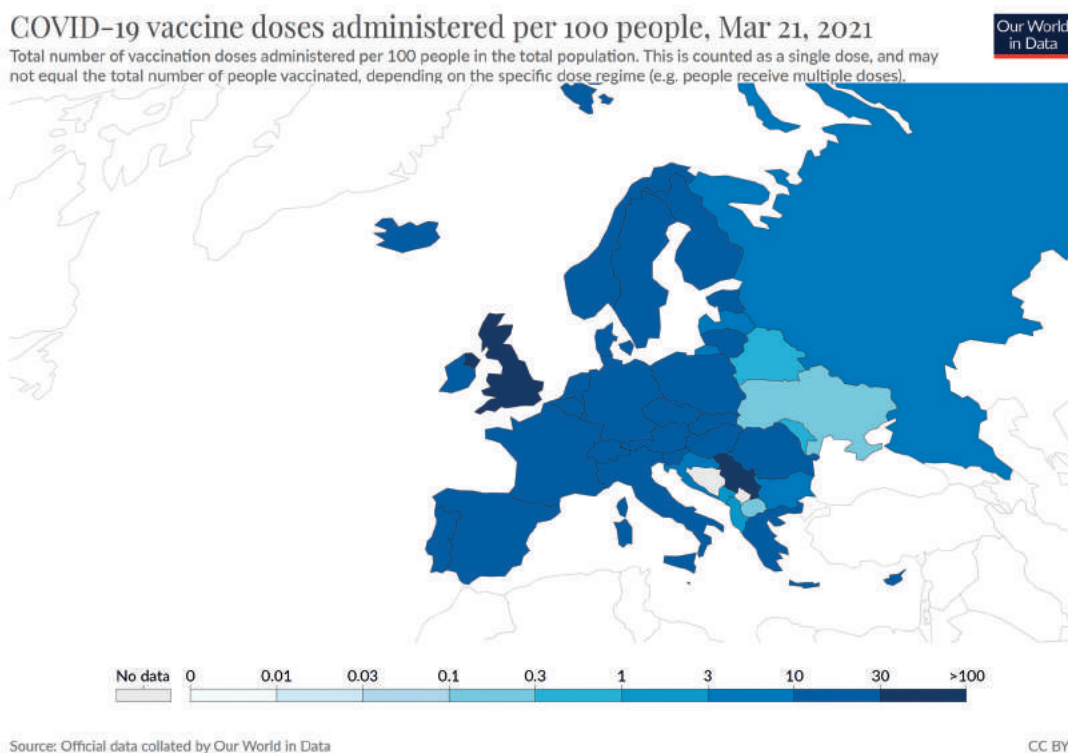 COVID-19 vaccine doses administered per 100 people, Mar 21, 2021
Our World
in Data
Total number of vaccination doses administered per 100 people in the total population. This is counted as a single dose, and may
not equal the total number of people vaccinated, depending on the specific dose regime (e.g. people receive multiple doses).
No data 0 0.01 0.03 0.1 0.3 1 3 10 30 >100
Source: Official data collated by Our World in Data CC BY